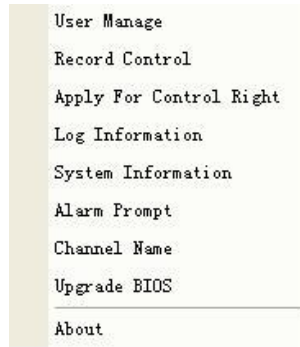 User Manage
Record Control
Apply For Control Right
Log Information
System Information
Alarm Prompt
Channel Name
Upgrade BIOS
About